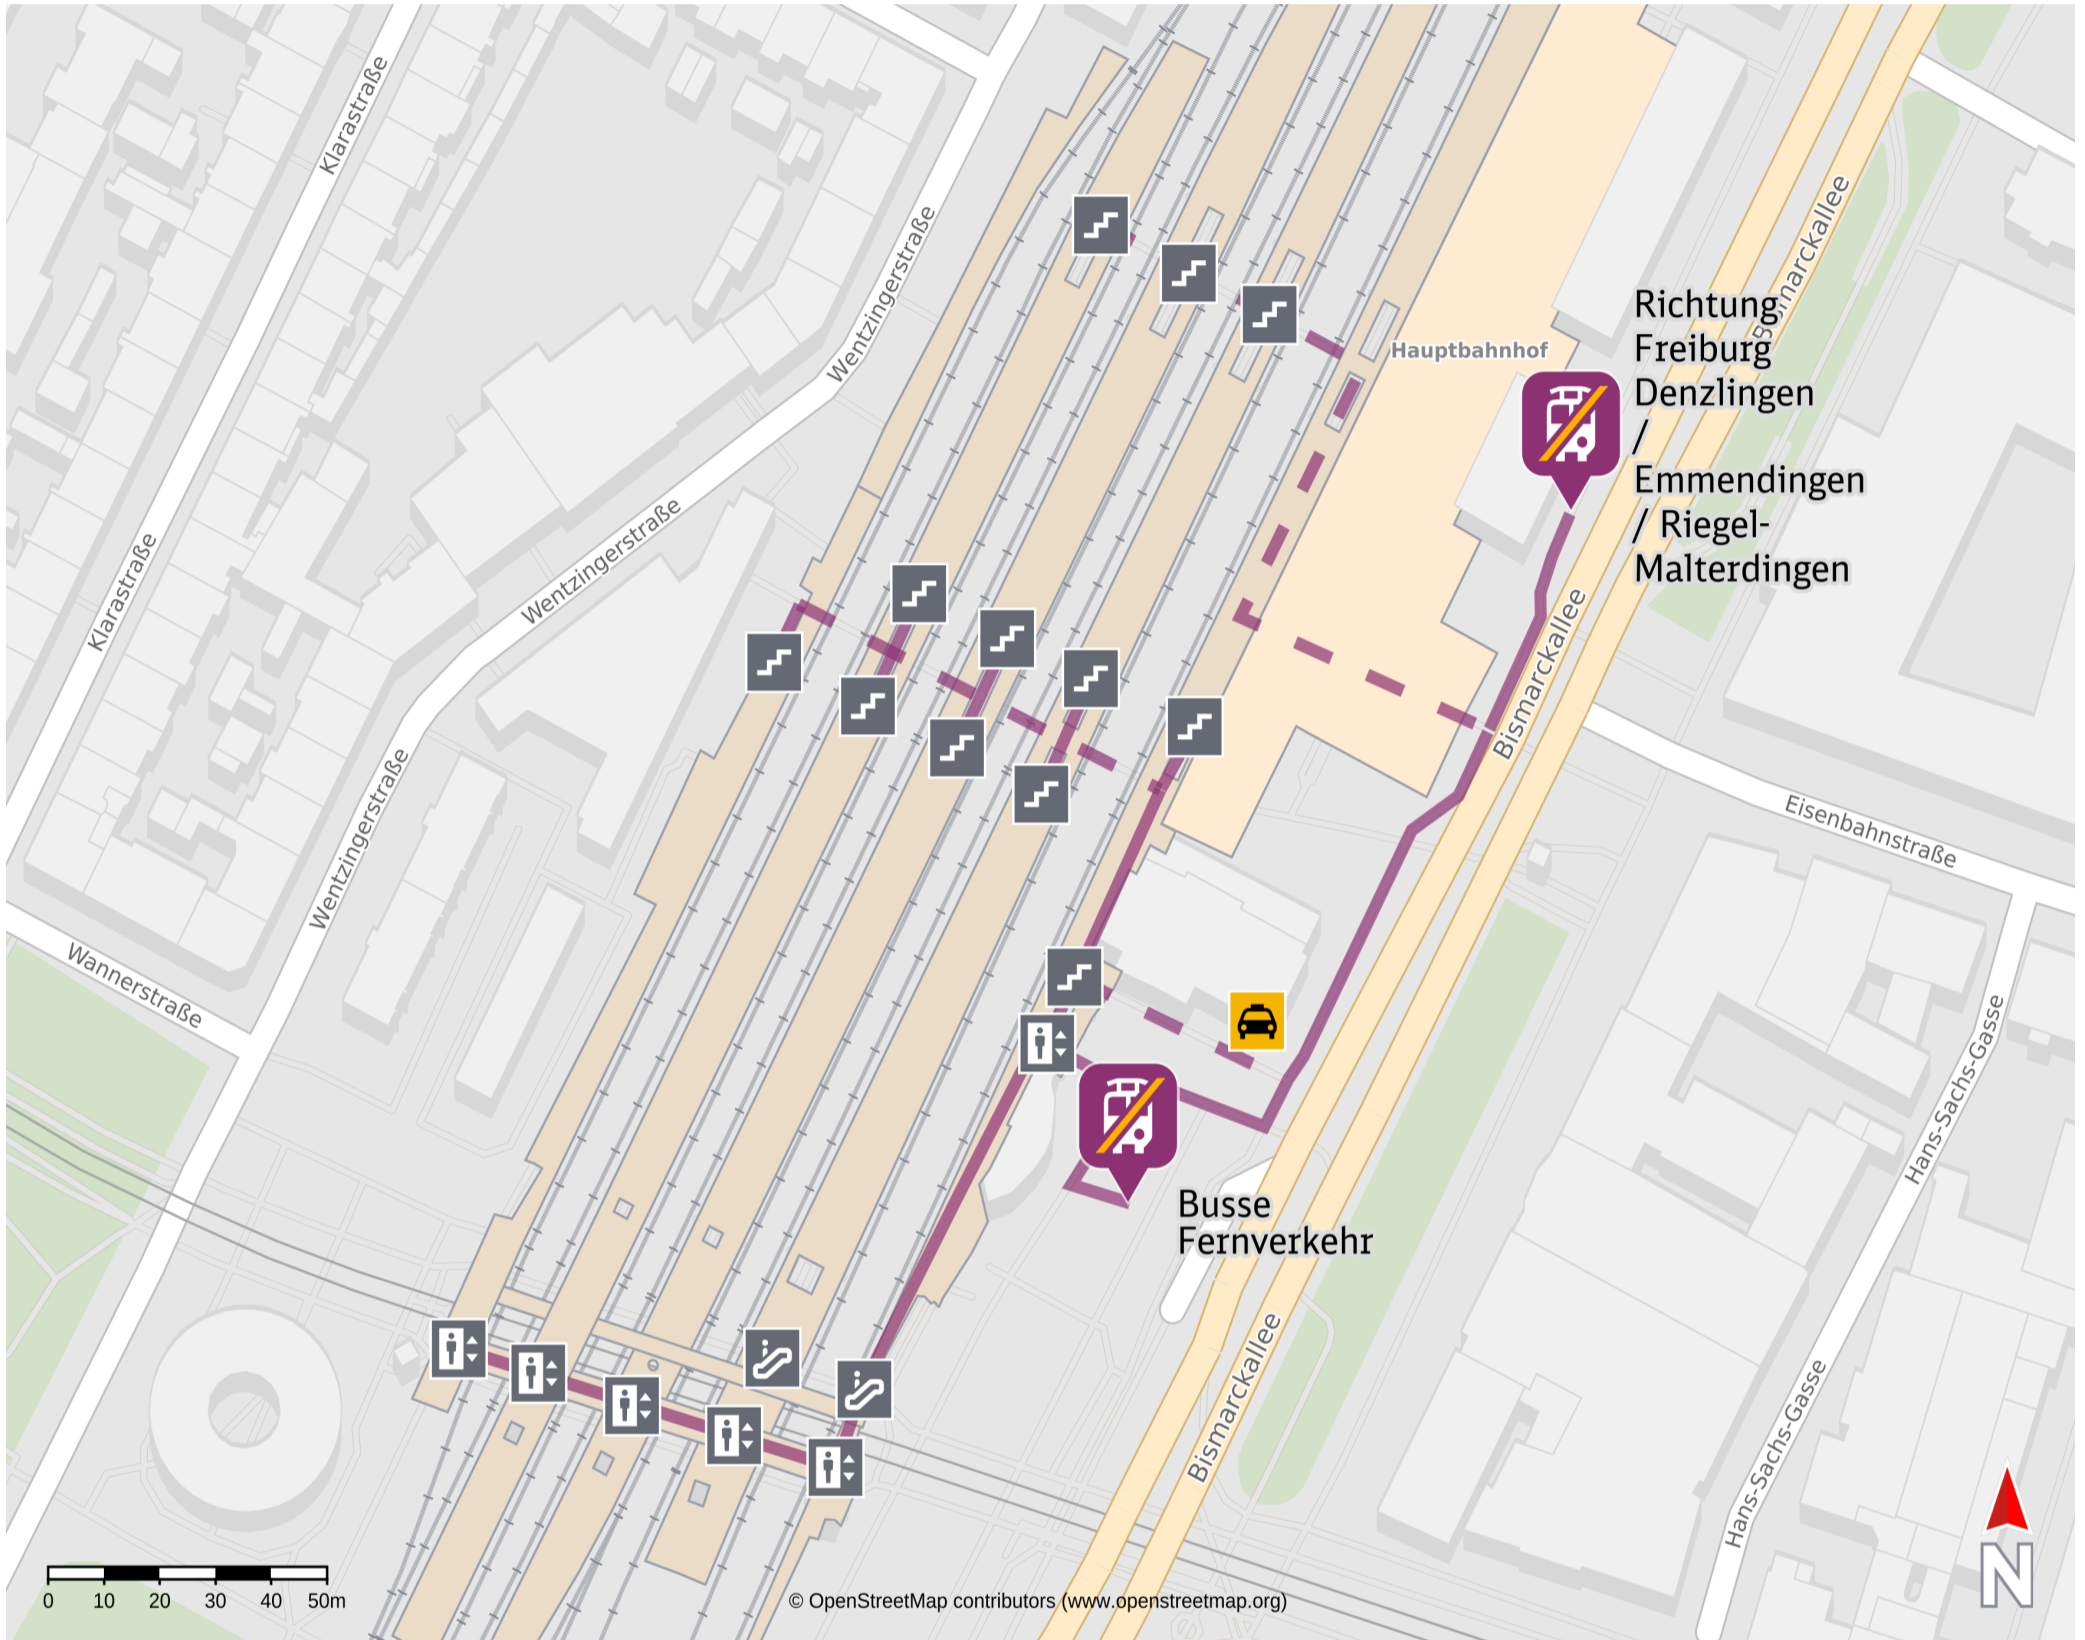 Klarastraße
Wentzingerstraße
Bismarckallee
Richtung
Freiburg
Denzlingen
/
Emmendingen
/ Riegel-
Malterdingen
Hauptbahnhof
Klarastraße
Wentzingerstraße
Bismarckallee
Wentzingerstraße
Eisenbahnstraße
Wannerstraße
Hans-Sachs-Gasse
Busse
Fernverkehr
Bismarckallee
Hans-Sachs-Gasse
N
0 10 20 30 40 50m
© OpenStreetMap contributors (www.openstreetmap.org)